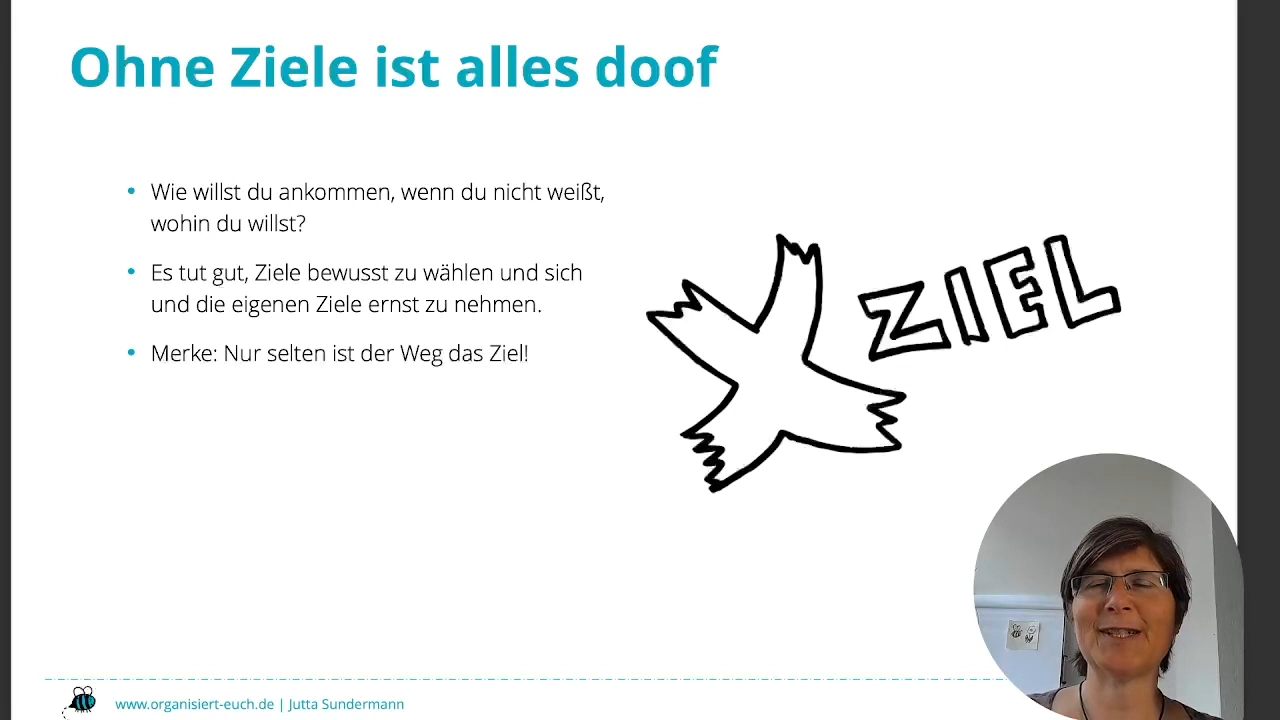 Ohne Ziele ist alles doof
• Wie willst du ankommen, wenn du nicht weißt,
wohin du willst?
• Es tut gut, Ziele bewusst zu wählen und sich
und die eigenen Ziele ernst zu nehmen.
• Merke: Nur selten ist der Weg das Ziel!
ZIEL
www.organisiert-euch.de | Jutta Sundermann